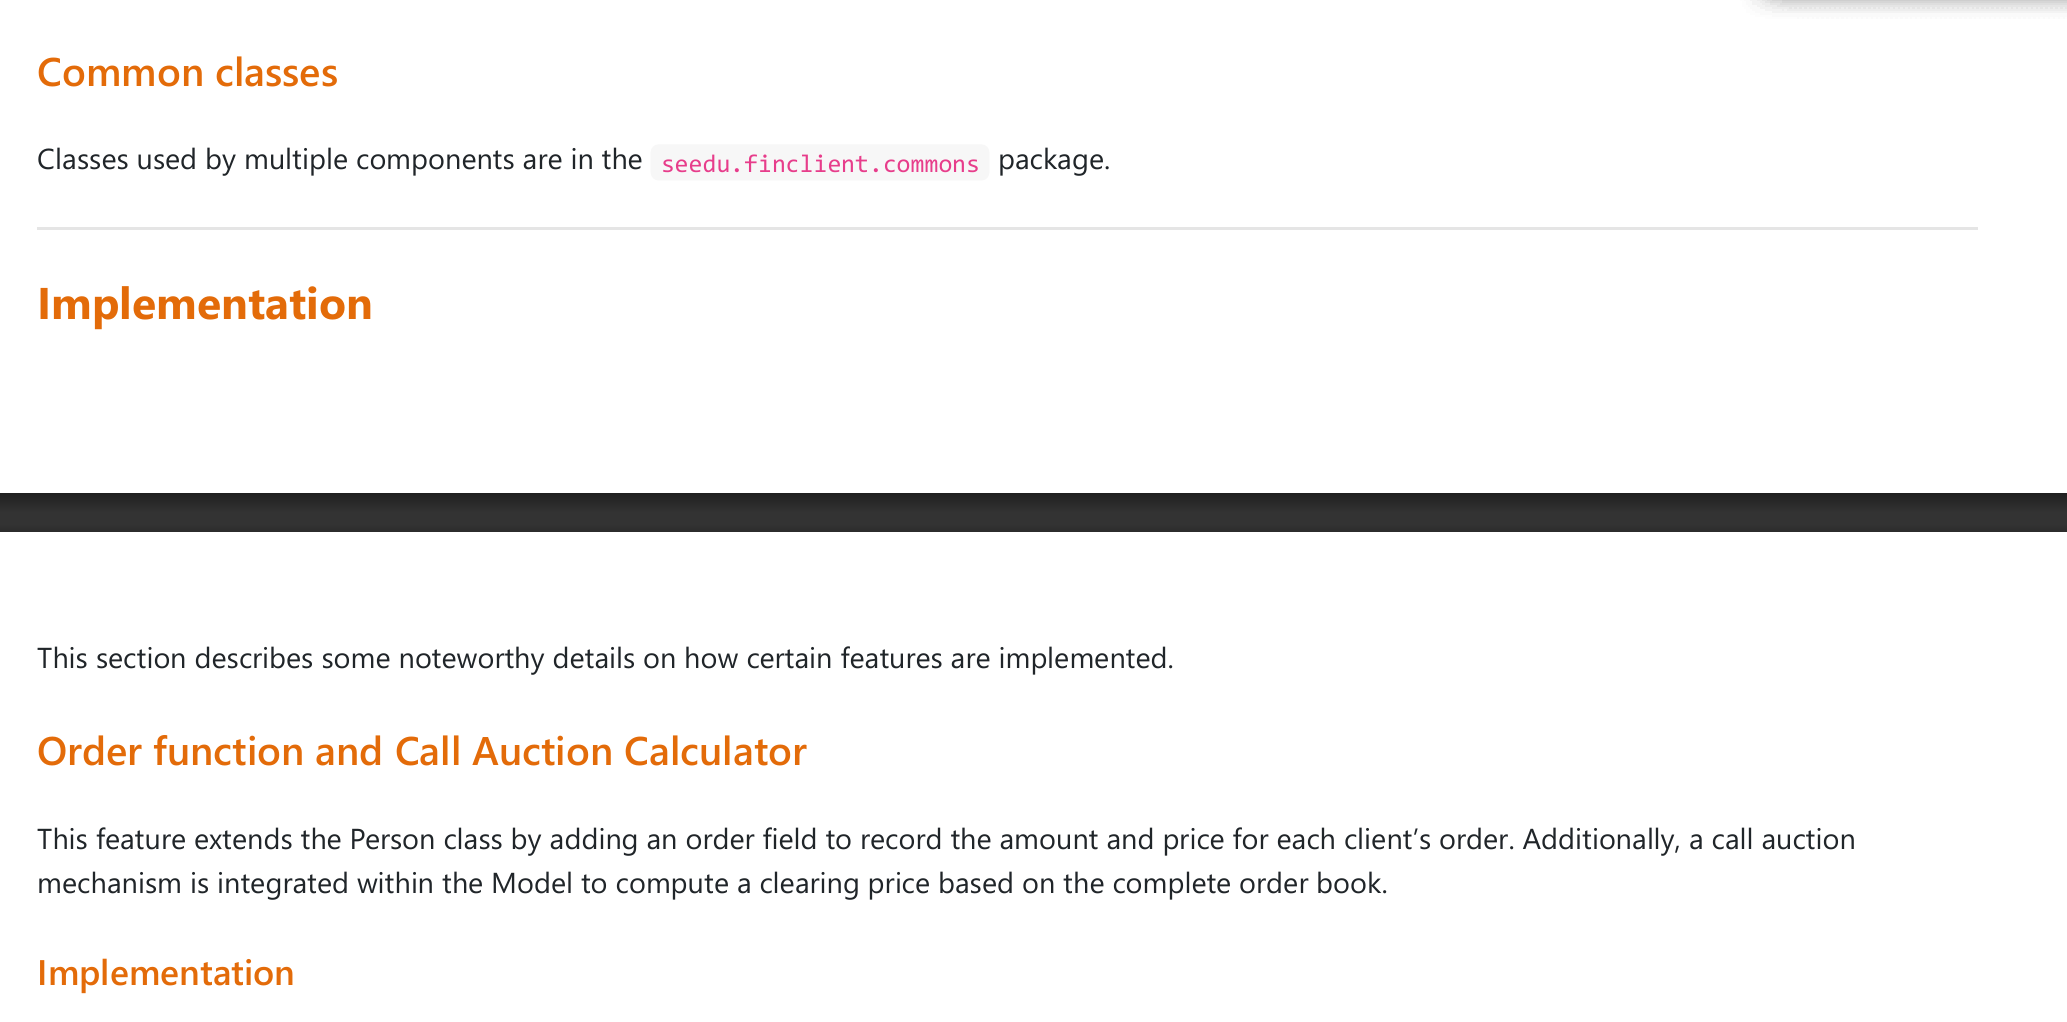 Common classes
Classes used by multiple components are in the seedu.finclient.commons package.
Implementation
This section describes some noteworthy details on how certain features are implemented.
Order function and Call Auction Calculator
This feature extends the Person class by adding an order field to record the amount and price for each client’s order. Additionally, a call auction
mechanism is integrated within the Model to compute a clearing price based on the complete order book.
Implementation